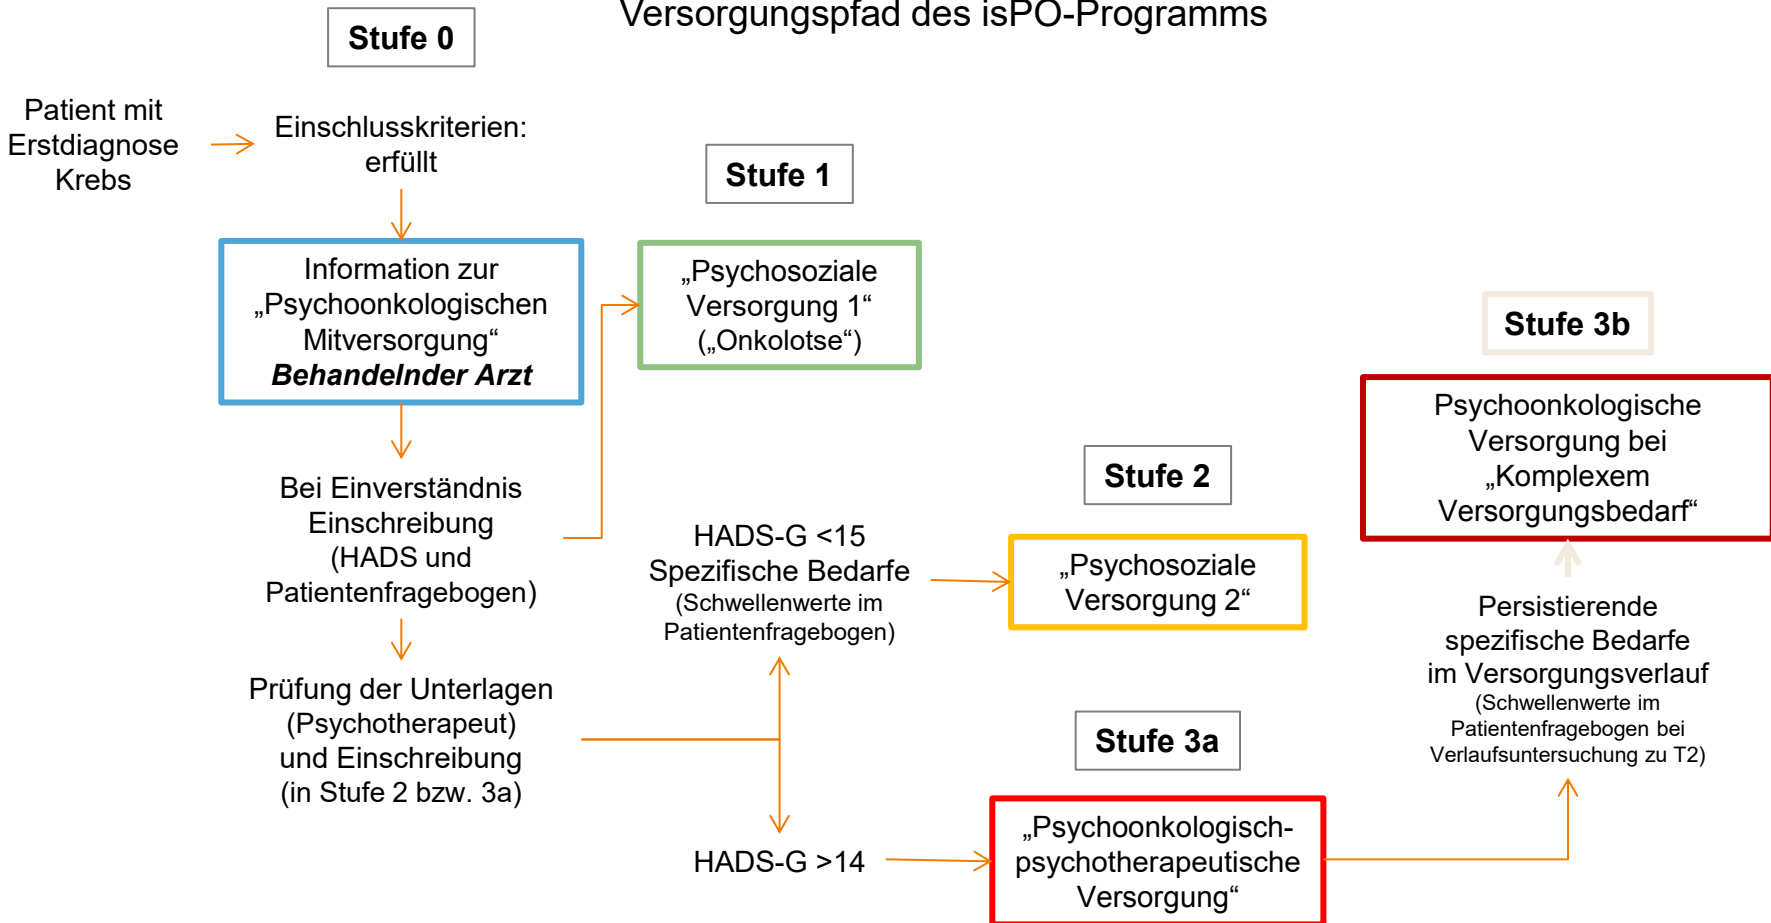 Versorgungspfad des isPO-Programms
Stufe 0
Patient mit
Erstdiagnose
Krebs
Einschlusskriterien:
erfüllt
Information zur
„Psychoonkologischen
Mitversorgung“
Behandelnder Arzt
Bei Einverständnis
Einschreibung
(HADS und
Patientenfragebogen)
Prüfung der Unterlagen
(Psychotherapeut)
und Einschreibung
(in Stufe 2 bzw. 3a)
Stufe 1
„Psychosoziale
Versorgung 1“
(„Onkolotse“)
HADS-G <15
Spezifische Bedarfe
(Schwellenwerte im
Patientenfragebogen)
Stufe 2
„Psychosoziale
Versorgung 2“
HADS-G >14
Stufe 3a
„Psychoonkologisch-
psychotherapeutische
Versorgung“
Stufe 3b
Psychoonkologische
Versorgung bei
„Komplexem
Versorgungsbedarf“
Persistierende
spezifische Bedarfe
im Versorgungsverlauf
(Schwellenwerte im
Patientenfragebogen bei
Verlaufsuntersuchung zu T2)